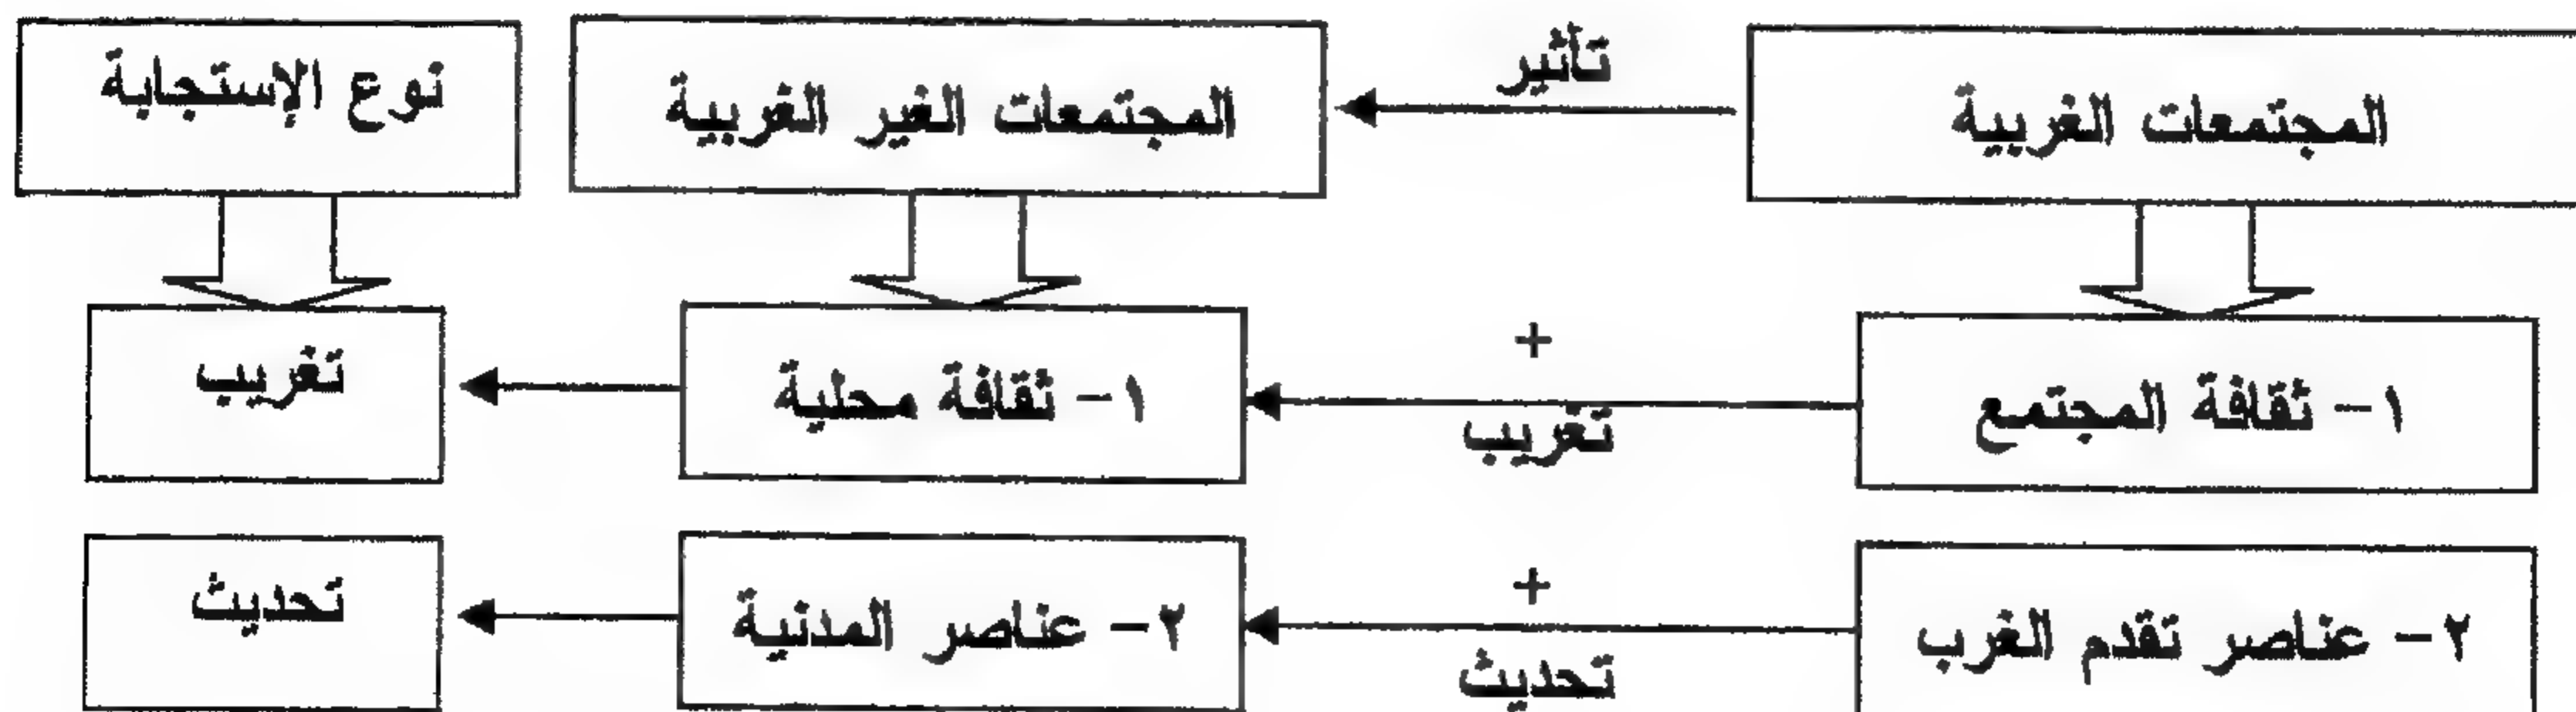 المجتمعات الغربية
تأثير
المجتمعات الغير الغربية
نوع الإستجابة
١- ثقافة المجتمع
+
تغريب
١- ثقافة محلية
تغريب
٢- عناصر تقدم الغرب
+
تحديث
٢- عناصر المدنية
تحديث